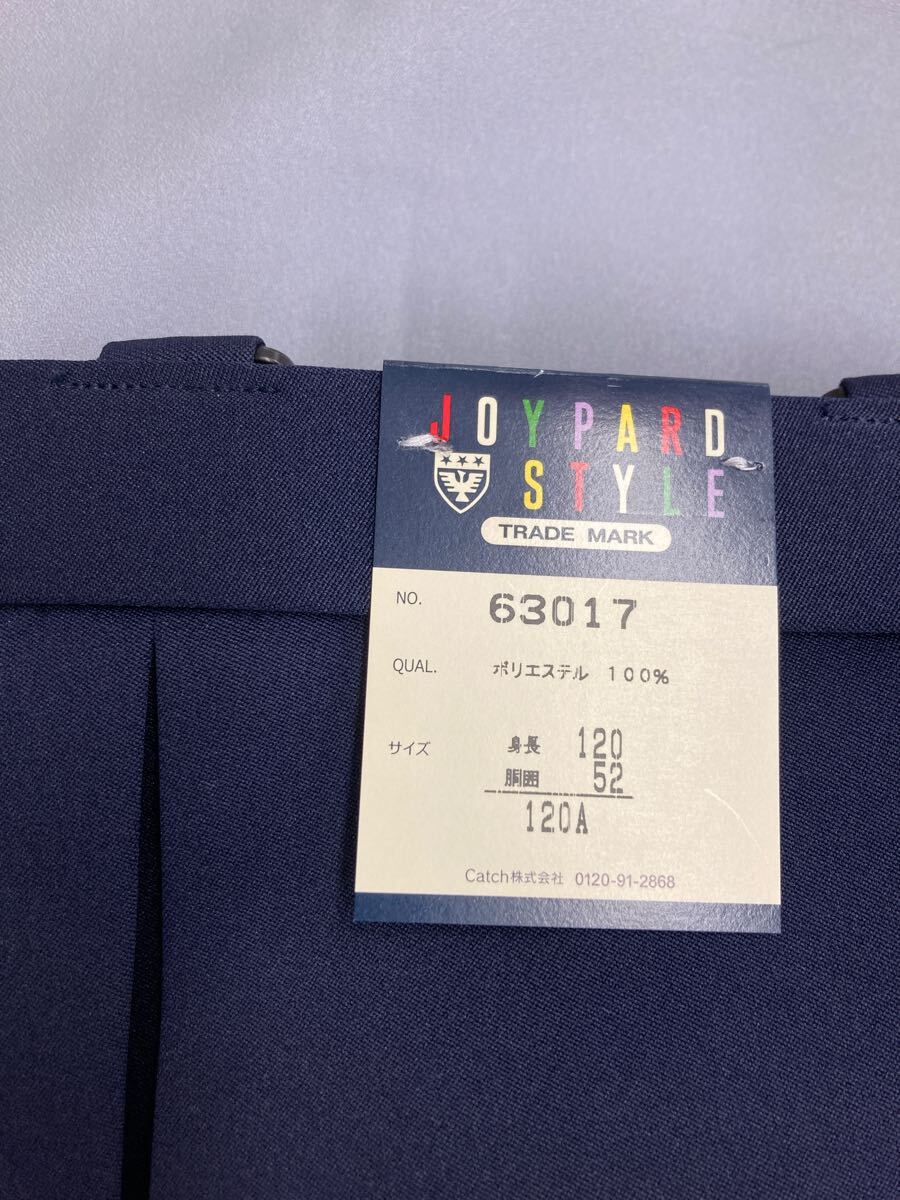 JOYPARD
STYLE
TRADE MARK
NO. 63017
QUAL. ポリエステル 100%
サイズ 身長 120
胴囲 52
120A
Catch株式会社 0120-91-2868